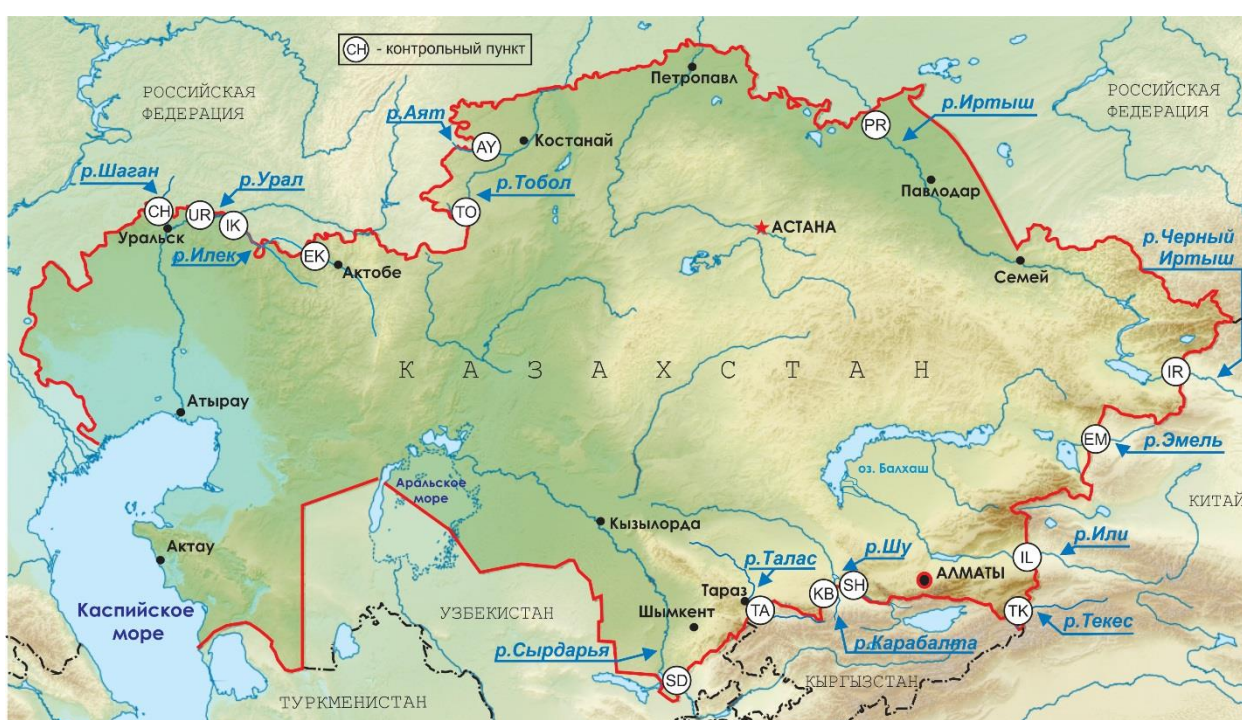 CH - контрольный пункт
РОССИЙСКАЯ
ФЕДЕРАЦИЯ
Петропавл
р.Иртыш
РОССИЙСКАЯ
ФЕДЕРАЦИЯ
р.Аят
AY
Костанай
PR
р.Шаган
р.Урал
р.Тобол
Павлодар
CH
UR
IK
TO
АСТАНА
Уральск
р.Илек
EK
Актобе
р.Черный
Иртыш
Семей
КАЗАХСТАН
IR
Атырау
EM
р.Эмель
оз. Балхаш
Аральское
море
КИТАЙ
Кызылорда
Актау
р.Талас
р.Шу
IL
р.Или
Тараз
KB
SH
АЛМАТЫ
Каспийское
море
УЗБЕКИСТАН
Шымкент
TA
TK
р.Текес
р.Карабалта
р.Сырдарья
SD
КЫРГЫЗСТАН
ТУРКМЕНИСТАН